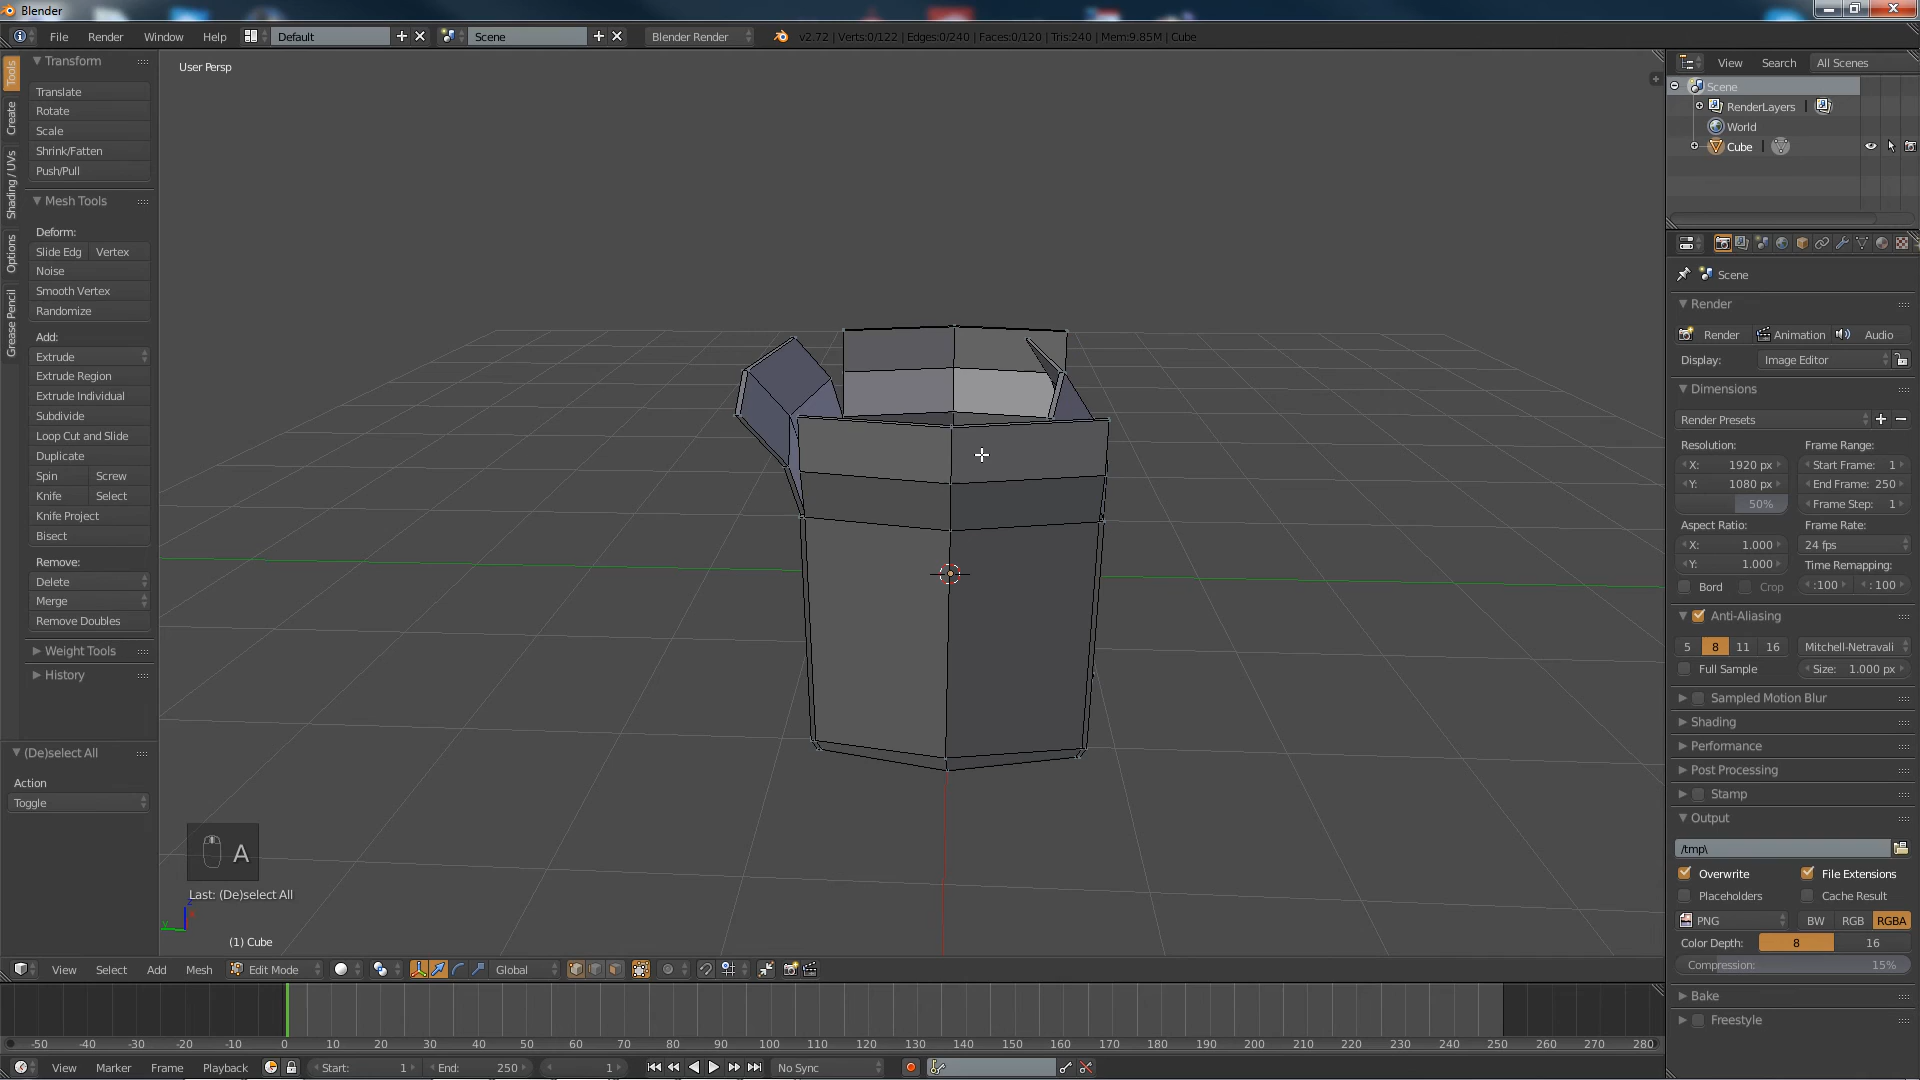 Blender
File Render Window Help Default Scene Blender Render v2.72 | Verts:0/122 | Edges:0/240 | Faces:0/120 | Tris:240 | Mem:9.85M | Cube
Tools
Create
Shading / UVs
Options
Grease Pencil
Transform
Translate
Rotate
Scale
Shrink/Fatten
Push/Pull
Mesh Tools
Deform:
Slide Edg Vertex
Noise
Smooth Vertex
Randomize
Add:
Extrude
Extrude Region
Extrude Individual
Subdivide
Loop Cut and Slide
Duplicate
Spin Screw
Knife Select
Knife Project
Bisect
Remove:
Delete
Merge
Remove Doubles
Weight Tools
History
(De)select All
Action
Toggle
User Persp
A
Last: (De)select All
(1) Cube
View Select Add Mesh Edit Mode Global
-50 -40 -30 -20 -10 0 10 20 30 40 50 60 70 80 90 100 110 120 130 140 150 160 170 180 190 200 210 220 230 240 250 260 270 280
View Marker Frame Playback Start: 1 End: 250 1 No Sync
View Search All Scenes
Scene
RenderLayers |
World
Cube |
Scene
Render
Render Animation Audio
Display: Image Editor
Dimensions
Render Presets
Resolution: Frame Range:
X: 1920 px Start Frame: 1
Y: 1080 px End Frame: 250
50% Frame Step: 1
Aspect Ratio: Frame Rate:
X: 1.000 24 fps
Y: 1.000 Time Remapping:
Bord Crop :100 : 100
Anti-Aliasing
5 8 11 16 Mitchell-Netravali
Full Sample Size: 1.000 px
Sampled Motion Blur
Shading
Performance
Post Processing
Stamp
Output
/tmp\
Overwrite File Extensions
Placeholders Cache Result
PNG BW RGB RGBA
Color Depth: 8 16
Compression: 15%
Bake
Freestyle